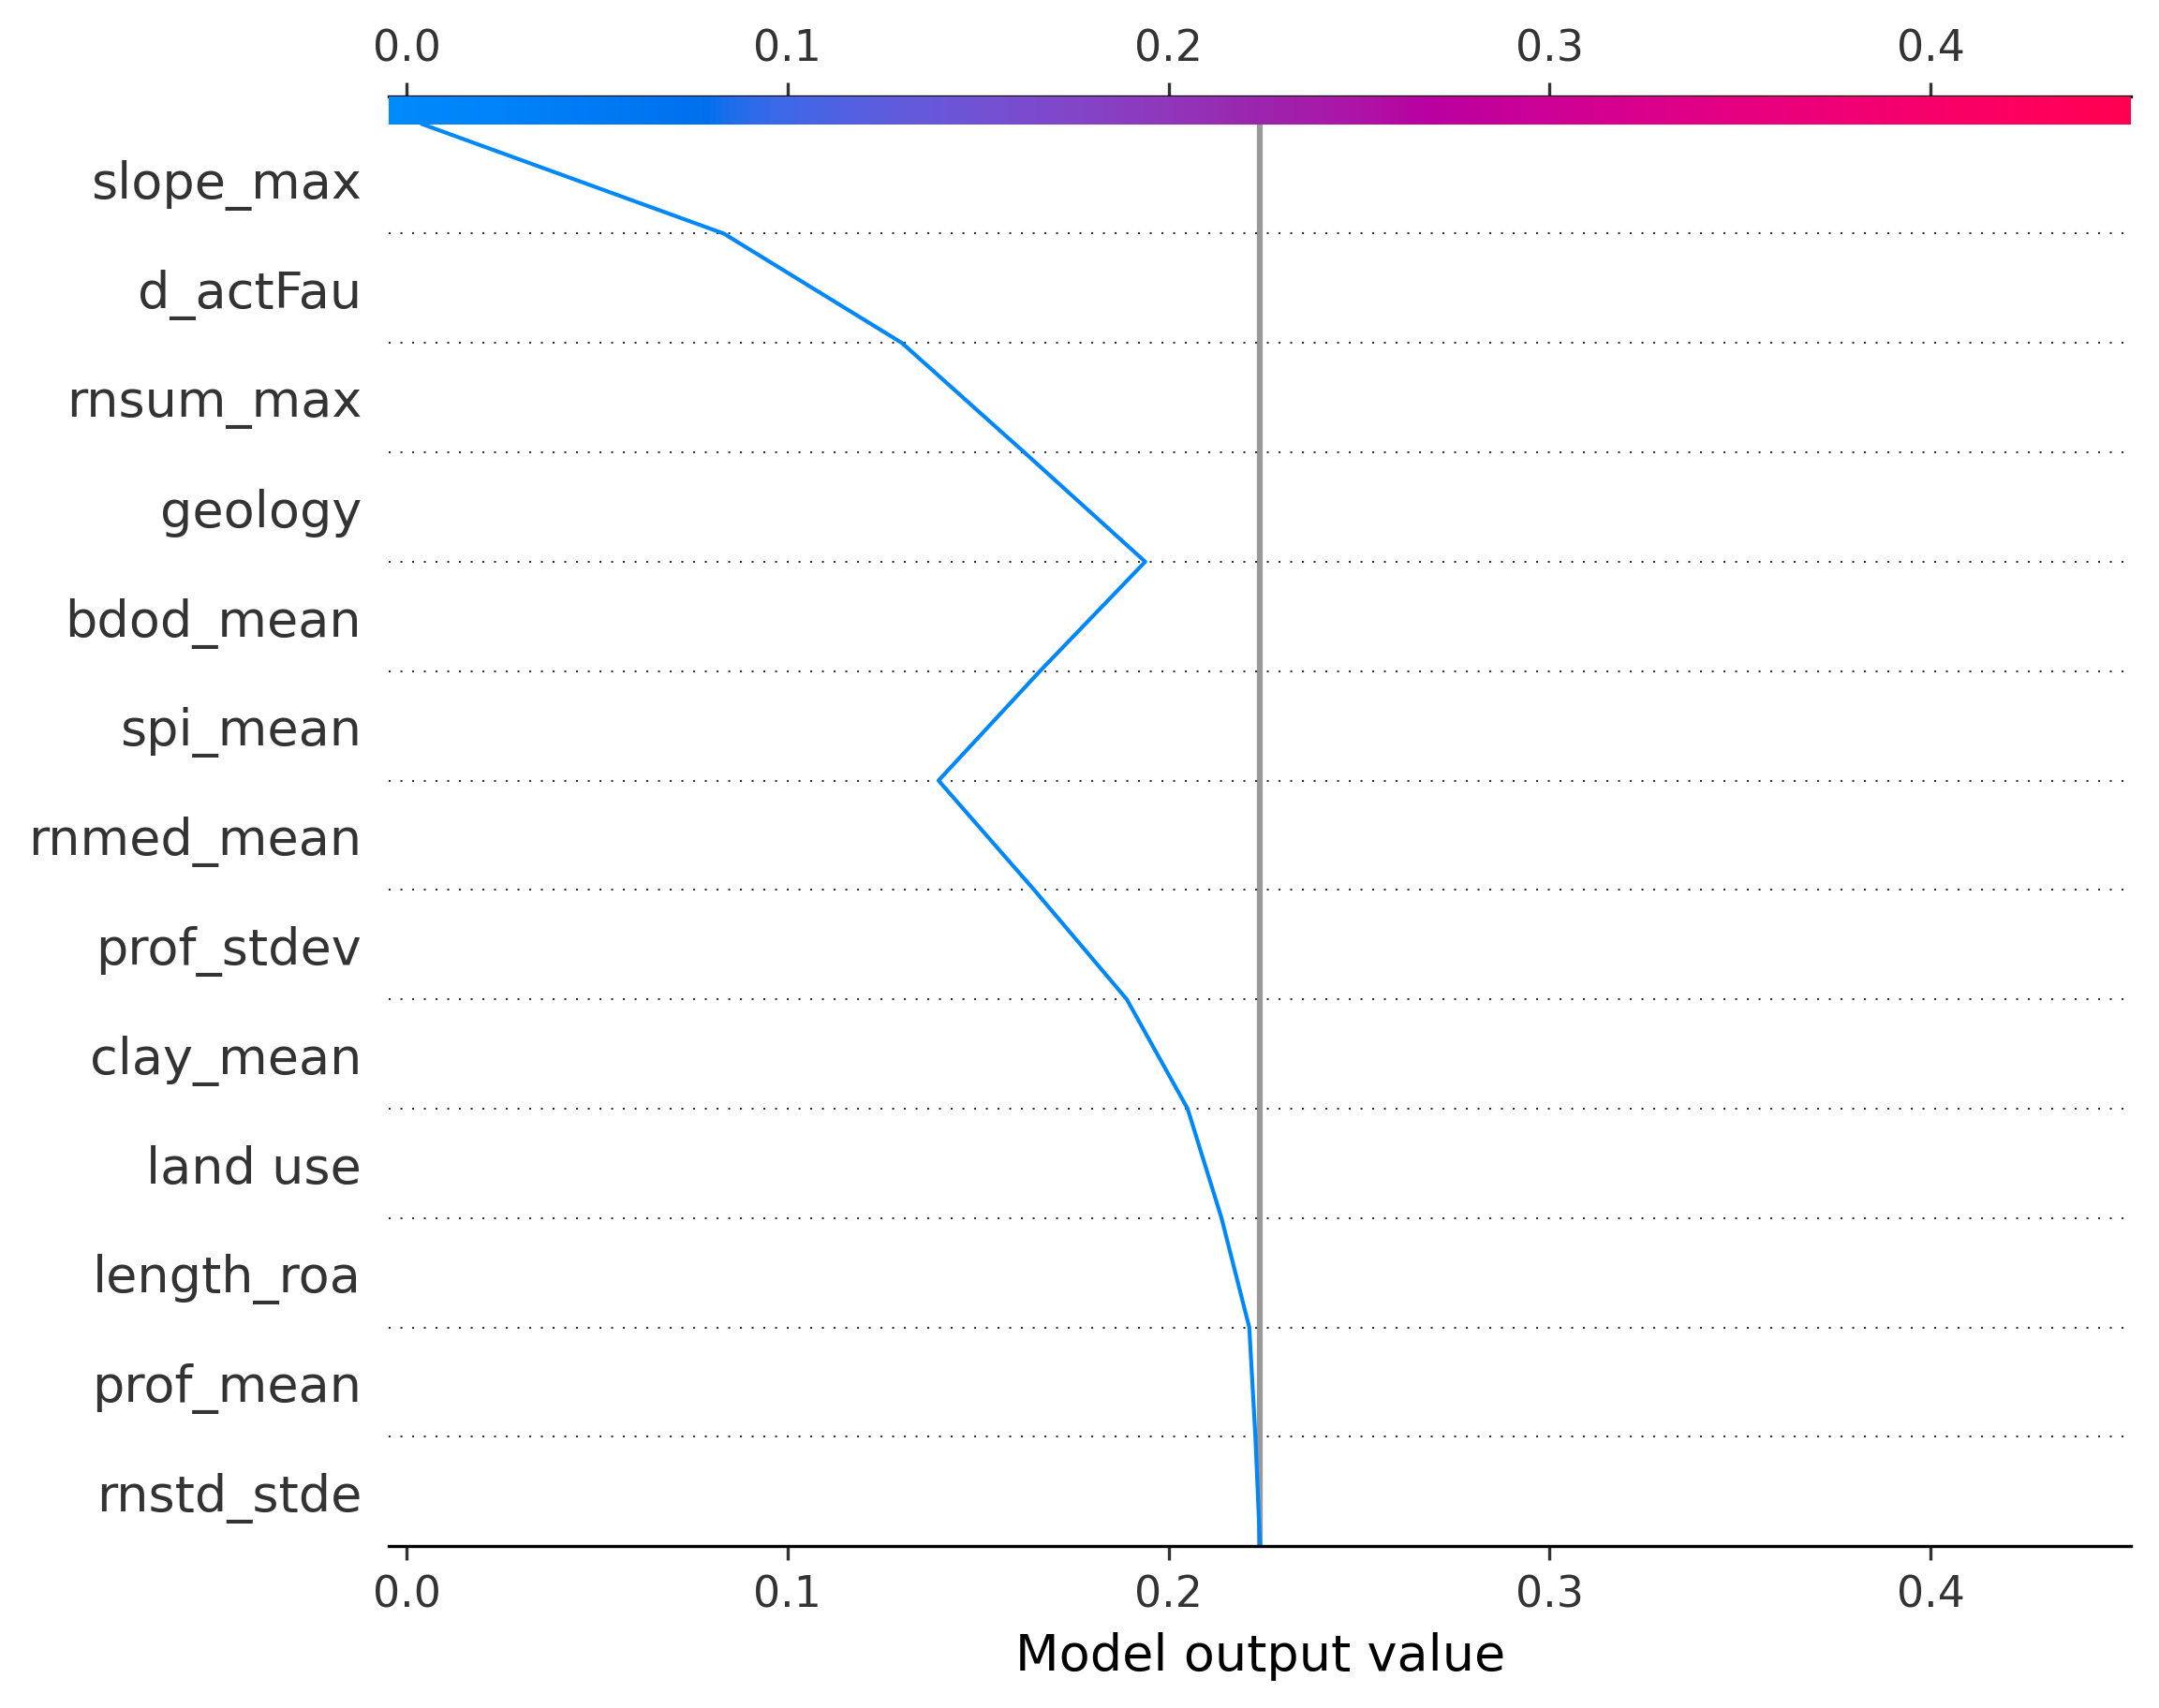 0.0 0.1 0.2 0.3 0.4
slope_max
d_actFau
rnsum_max
geology
bdod_mean
spi_mean
rnmed_mean
prof_stdev
clay_mean
land use
length_roa
prof_mean
rnstd_stde
0.0 0.1 0.2 0.3 0.4
Model output value